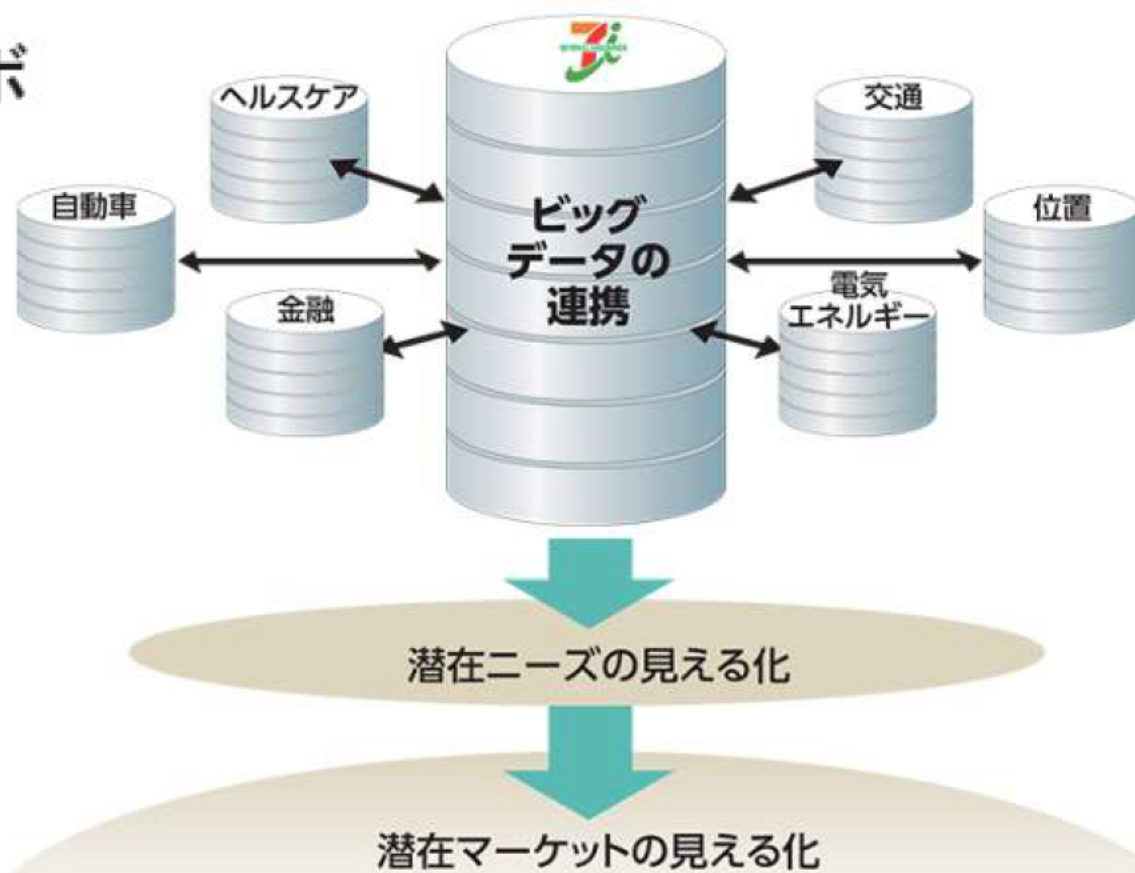 ボ
ヘルスケア
交通
自動車
位置
ビッグ
データの
連携
金融
電気
エネルギー
潜在ニーズの見える化
潜在マーケットの見える化